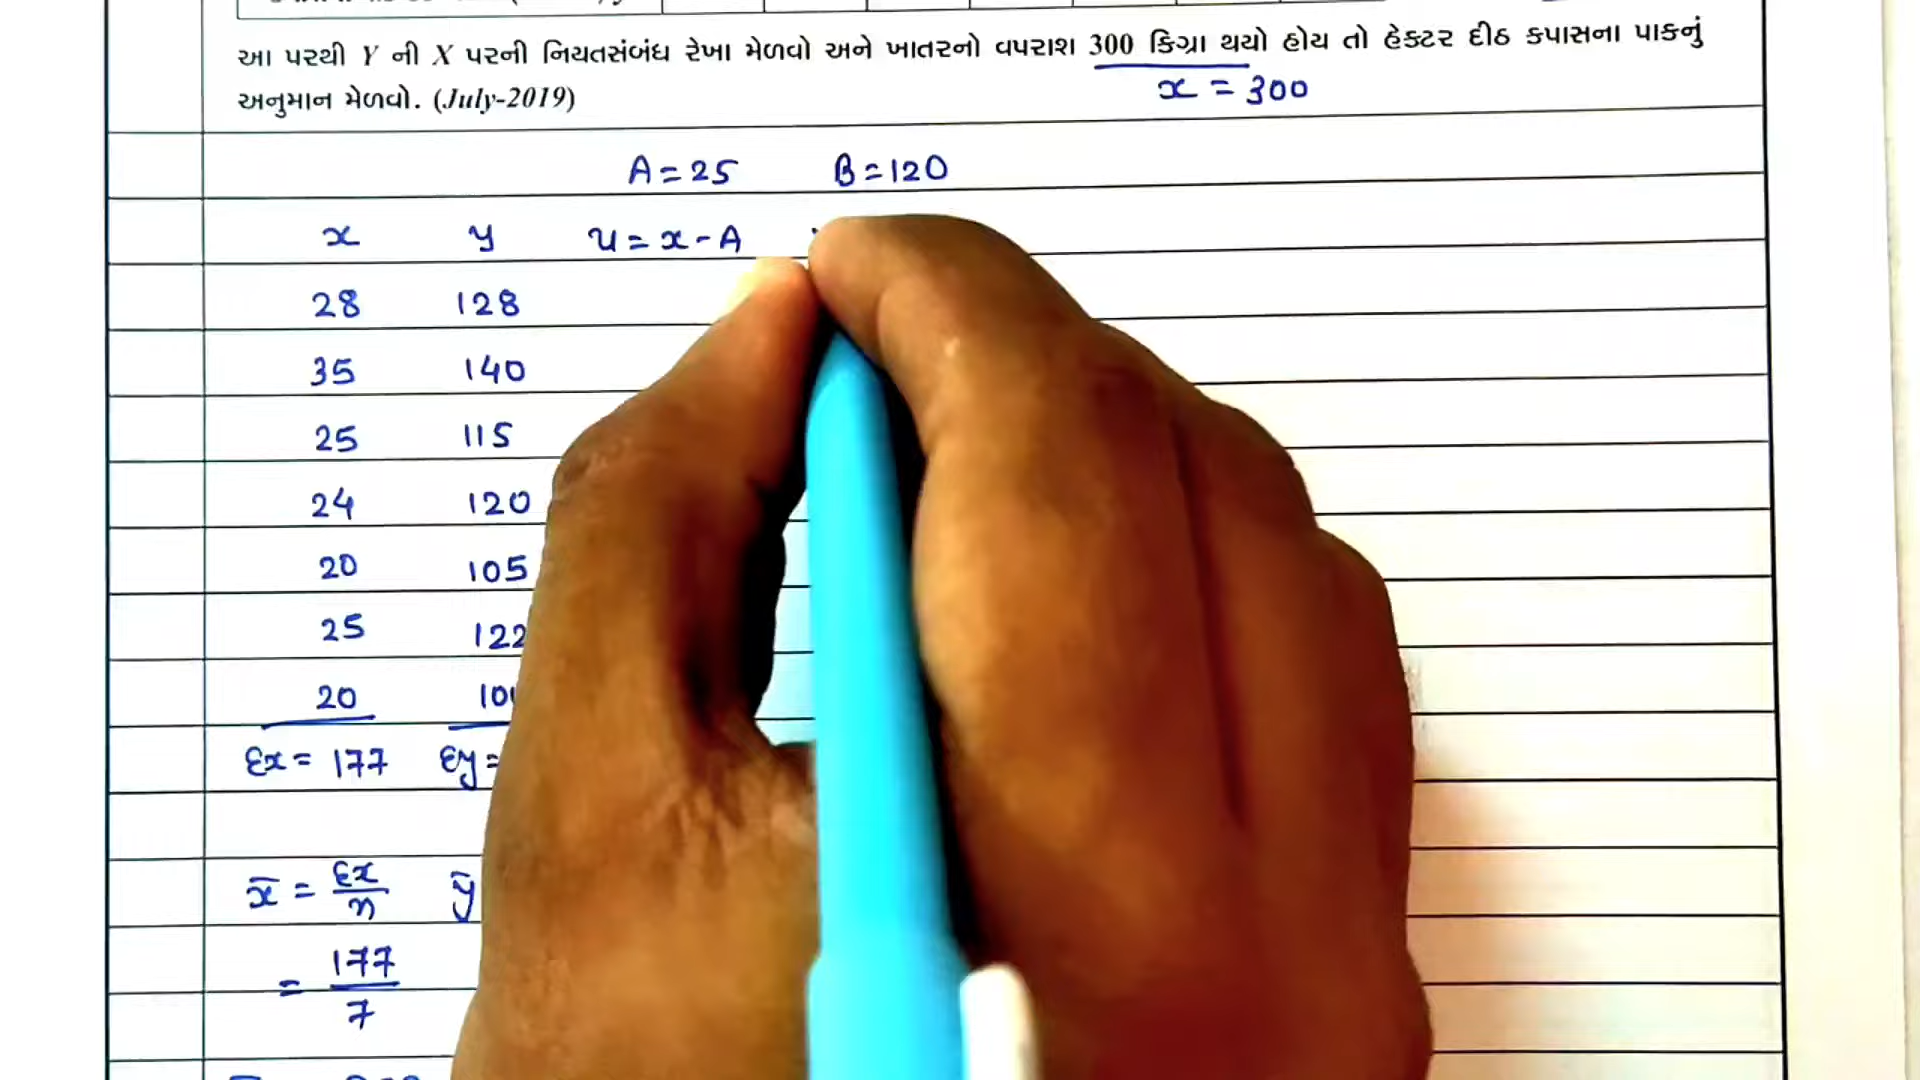 આ પરથી Y ની X પરની નિયતસંબંધ રેખા મેળવો અને ખાતરનો વપરાશ 300 કિગ્રા થયો હોય તો હેક્ટર દીઠ કપાસના પાકનું
અનુમાન મેળવો. (July-2019)
x = 300
A = 25 B = 120
x y u = x - A
28 128
35 140
25 115
24 120
20 105
25 122
20
Σx = 177 Σy =
x̄ = Σx/n ȳ
= 177/7